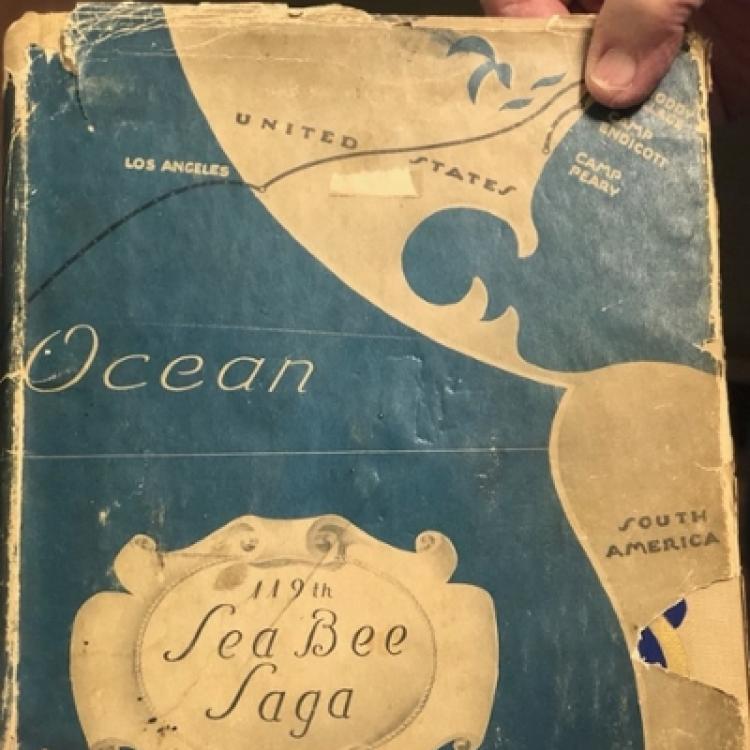 UNITED
STATES
LOS ANGELES
CAMP
ENDICOTT
CAMP
PEARY
Ocean
SOUTH
AMERICA
119th
Sea Bee
Saga